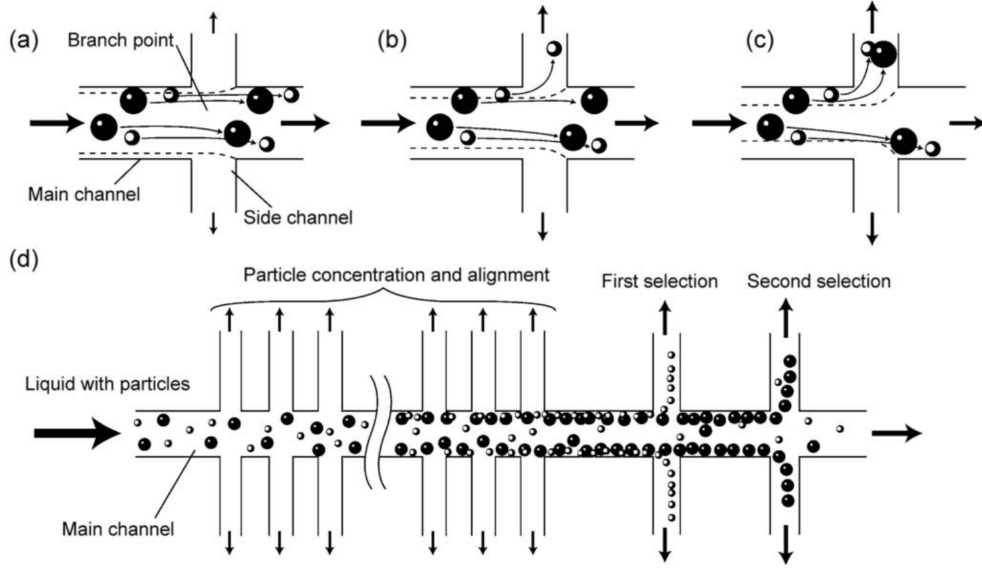 (a)
Branch point
(b)
(c)
Main channel
Side channel
(d)
Particle concentration and alignment
First selection
Second selection
Liquid with particles
Main channel